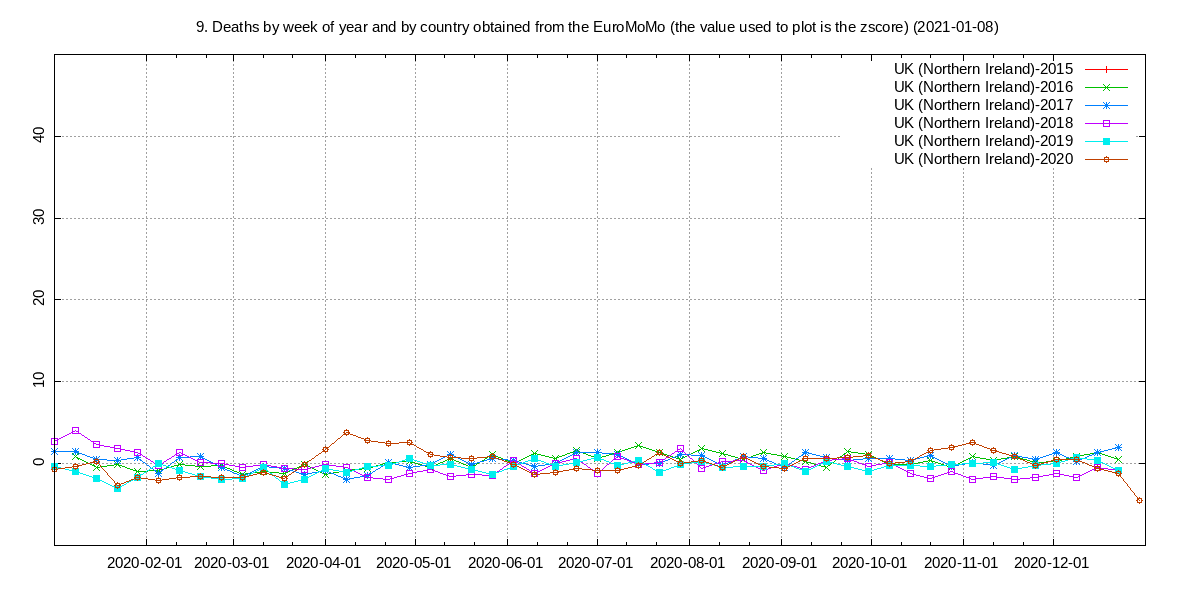 9. Deaths by week of year and by country obtained from the EuroMoMo (the value used to plot is the zscore) (2021-01-08)
UK (Northern Ireland)-2015
UK (Northern Ireland)-2016
UK (Northern Ireland)-2017
UK (Northern Ireland)-2018
UK (Northern Ireland)-2019
UK (Northern Ireland)-2020
40
30
20
10
0
2020-02-01 2020-03-01 2020-04-01 2020-05-01 2020-06-01 2020-07-01 2020-08-01 2020-09-01 2020-10-01 2020-11-01 2020-12-01